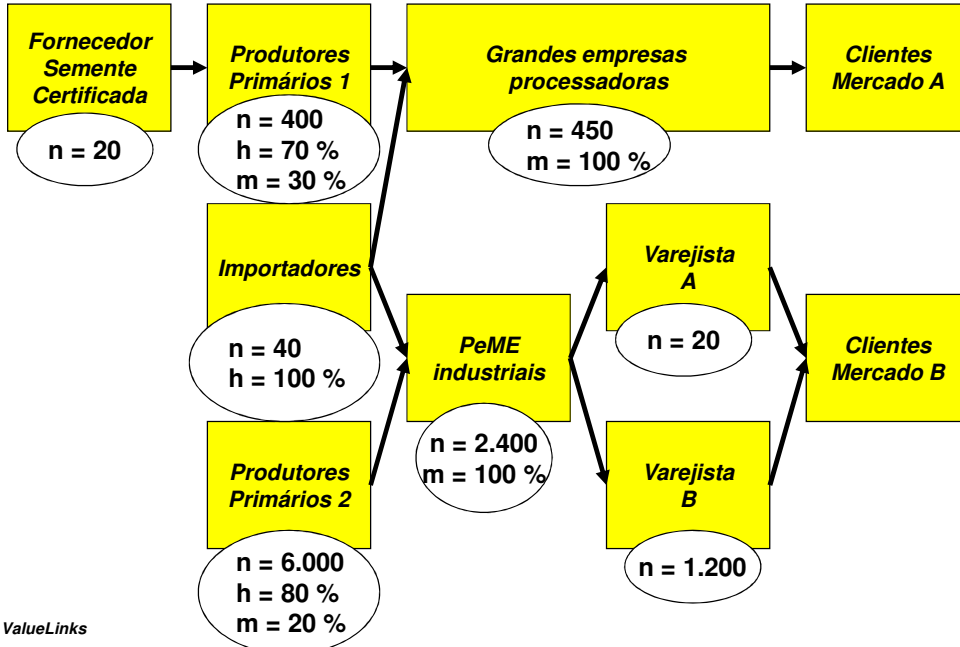 Fornecedor
Semente
Certificada
n = 20
Produtores
Primários 1
n = 400
h = 70 %
m = 30 %
Grandes empresas
processadoras
n = 450
m = 100 %
Clientes
Mercado A
Importadores
n = 40
h = 100 %
PeME
industriais
n = 2.400
m = 100 %
Varejista
A
n = 20
Clientes
Mercado B
Produtores
Primários 2
n = 6.000
h = 80 %
m = 20 %
Varejista
B
n = 1.200
ValueLinks